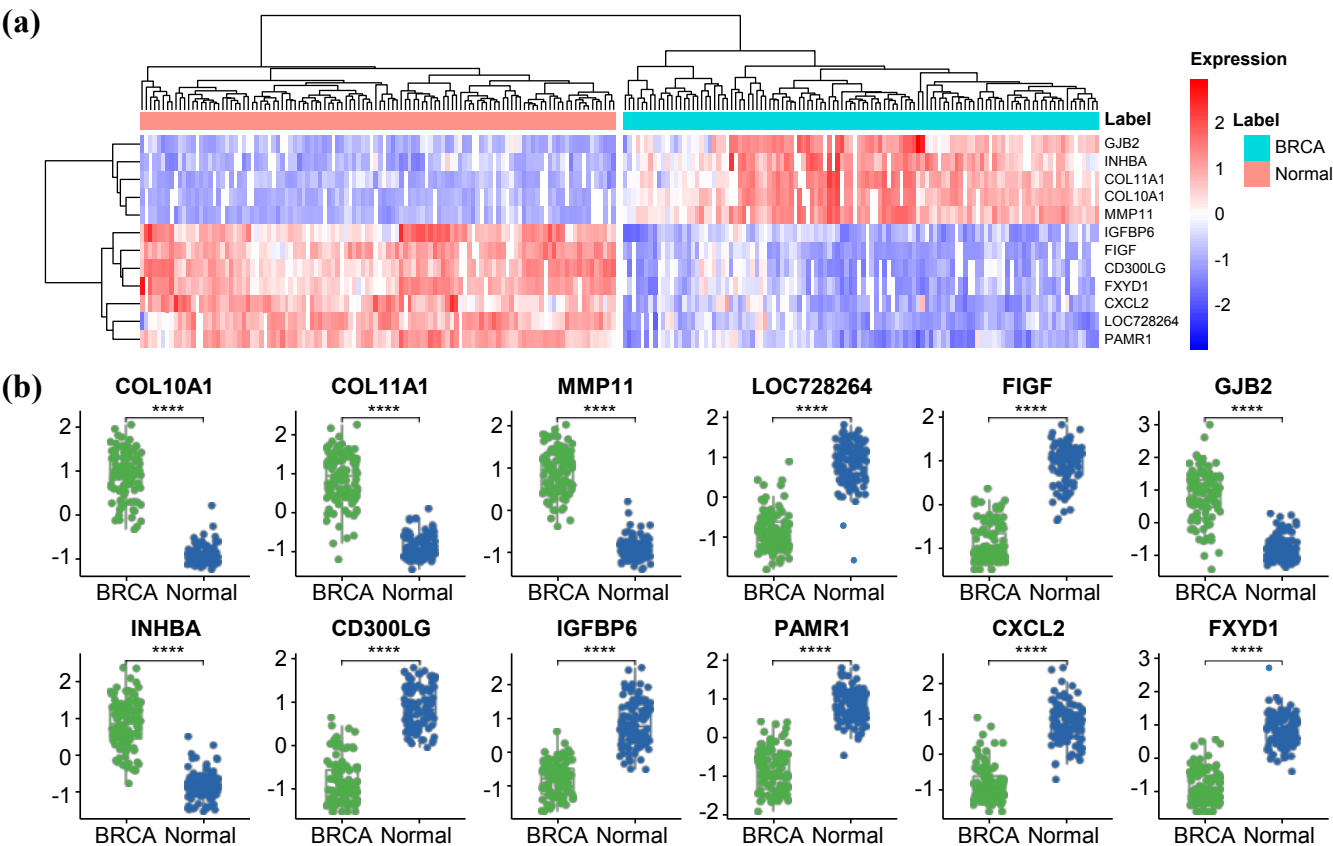 (a)
Expression
2
1
0
-1
-2
Label
BRCA
Normal
Label
GJB2
INHBA
COL11A1
COL10A1
MMP11
IGFBP6
FIGF
CD300LG
FXYD1
CXCL2
LOC728264
PAMR1
(b)
COL10A1 COL11A1 MMP11 LOC728264 FIGF GJB2
**** **** **** **** **** ****
2 1 0 -1
2 1 0 -1
2 1 0 -1
2 1 0 -1
2 1 0 -1
3 2 1 0 -1
BRCA Normal BRCA Normal BRCA Normal BRCA Normal BRCA Normal BRCA Normal
INHBA CD300LG IGFBP6 PAMR1 CXCL2 FXYD1
**** **** **** **** **** ****
2 1 0 -1
2 1 0 -1
2 1 0 -1
2 1 0 -1 -2
2 1 0 -1
3 2 1 0 -1
BRCA Normal BRCA Normal BRCA Normal BRCA Normal BRCA Normal BRCA Normal